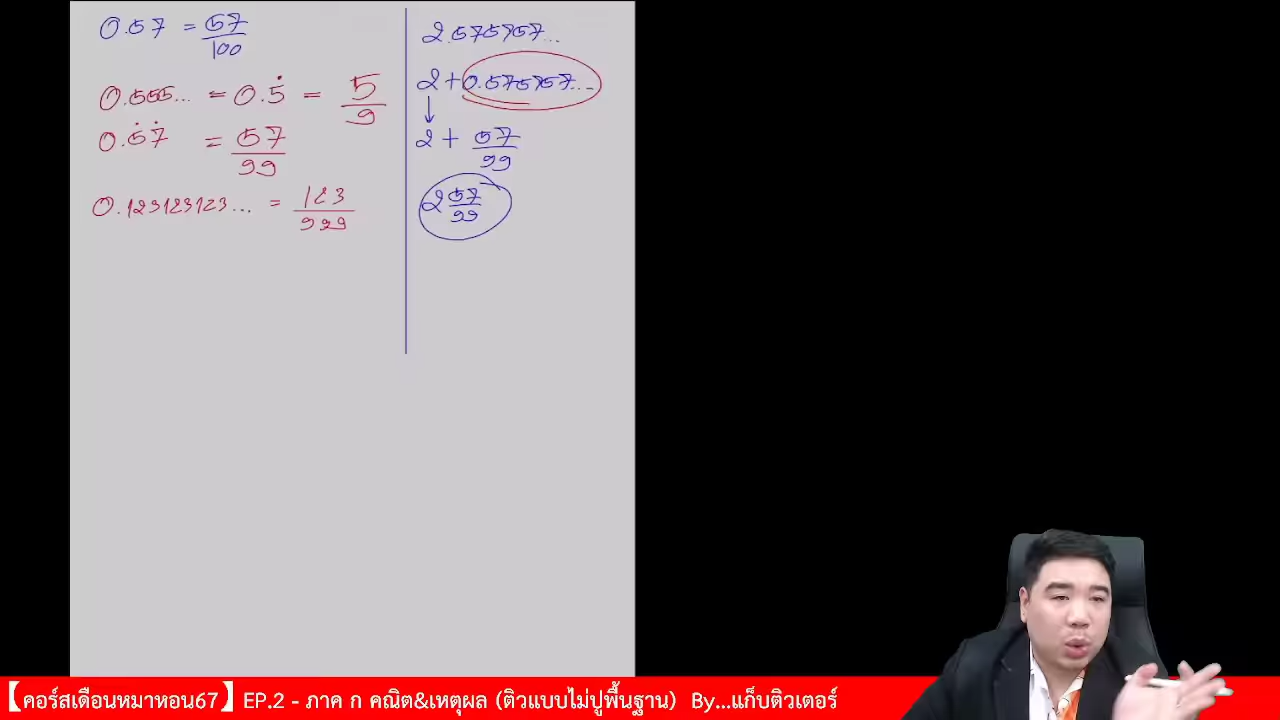 0.57 = 57/100
0.555... = 0.5̇ = 5/9
0.5̇7̇ = 57/99
0.123123123... = 123/999
2.575757...
2 + 0.575757...
2 + 57/99
2 57/99
【คอร์สเดือนหมาหอน67】 EP.2 - ภาค ก คณิต&เหตุผล (ติวแบบไม่ปูพื้นฐาน) By...แก็บติวเตอร์